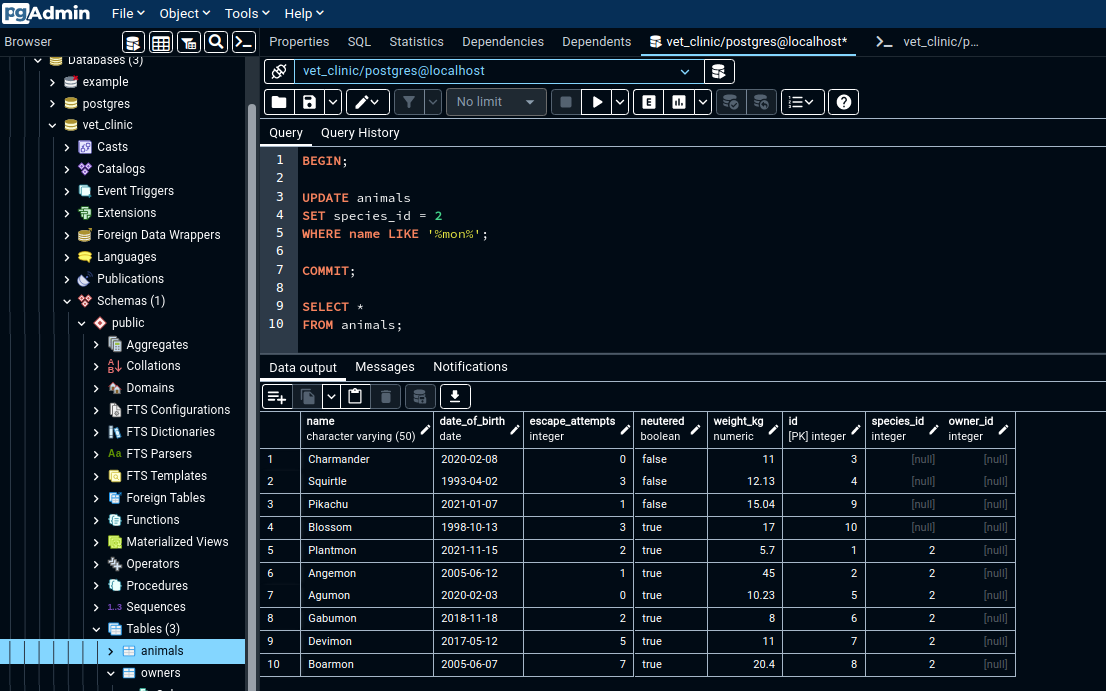 pgAdmin File Object Tools Help
Browser
Properties SQL Statistics Dependencies Dependents vet_clinic/postgres@localhost* vet_clinic/p...
Databases (3)
example
postgres
vet_clinic
Casts
Catalogs
Event Triggers
Extensions
Foreign Data Wrappers
Languages
Publications
Schemas (1)
public
Aggregates
Collations
Domains
FTS Configurations
FTS Dictionaries
FTS Parsers
FTS Templates
Foreign Tables
Functions
Materialized Views
Operators
Procedures
1..3 Sequences
Tables (3)
animals
owners
vet_clinic/postgres@localhost
No limit
Query Query History
1 BEGIN;
2
3 UPDATE animals
4 SET species_id = 2
5 WHERE name LIKE '%mon%';
6
7 COMMIT;
8
9 SELECT *
10 FROM animals;
Data output Messages Notifications
name date_of_birth escape_attempts neutered weight_kg id species_id owner_id
character varying (50) date integer boolean numeric [PK] integer integer integer
1 Charmander 2020-02-08 0 false 11 3 [null] [null]
2 Squirtle 1993-04-02 3 false 12.13 4 [null] [null]
3 Pikachu 2021-01-07 1 false 15.04 9 [null] [null]
4 Blossom 1998-10-13 3 true 17 10 [null] [null]
5 Plantmon 2021-11-15 2 true 5.7 1 2 [null]
6 Angemon 2005-06-12 1 true 45 2 2 [null]
7 Agumon 2020-02-03 0 true 10.23 5 2 [null]
8 Gabumon 2018-11-18 2 true 8 6 2 [null]
9 Devimon 2017-05-12 5 true 11 7 2 [null]
10 Boarmon 2005-06-07 7 true 20.4 8 2 [null]